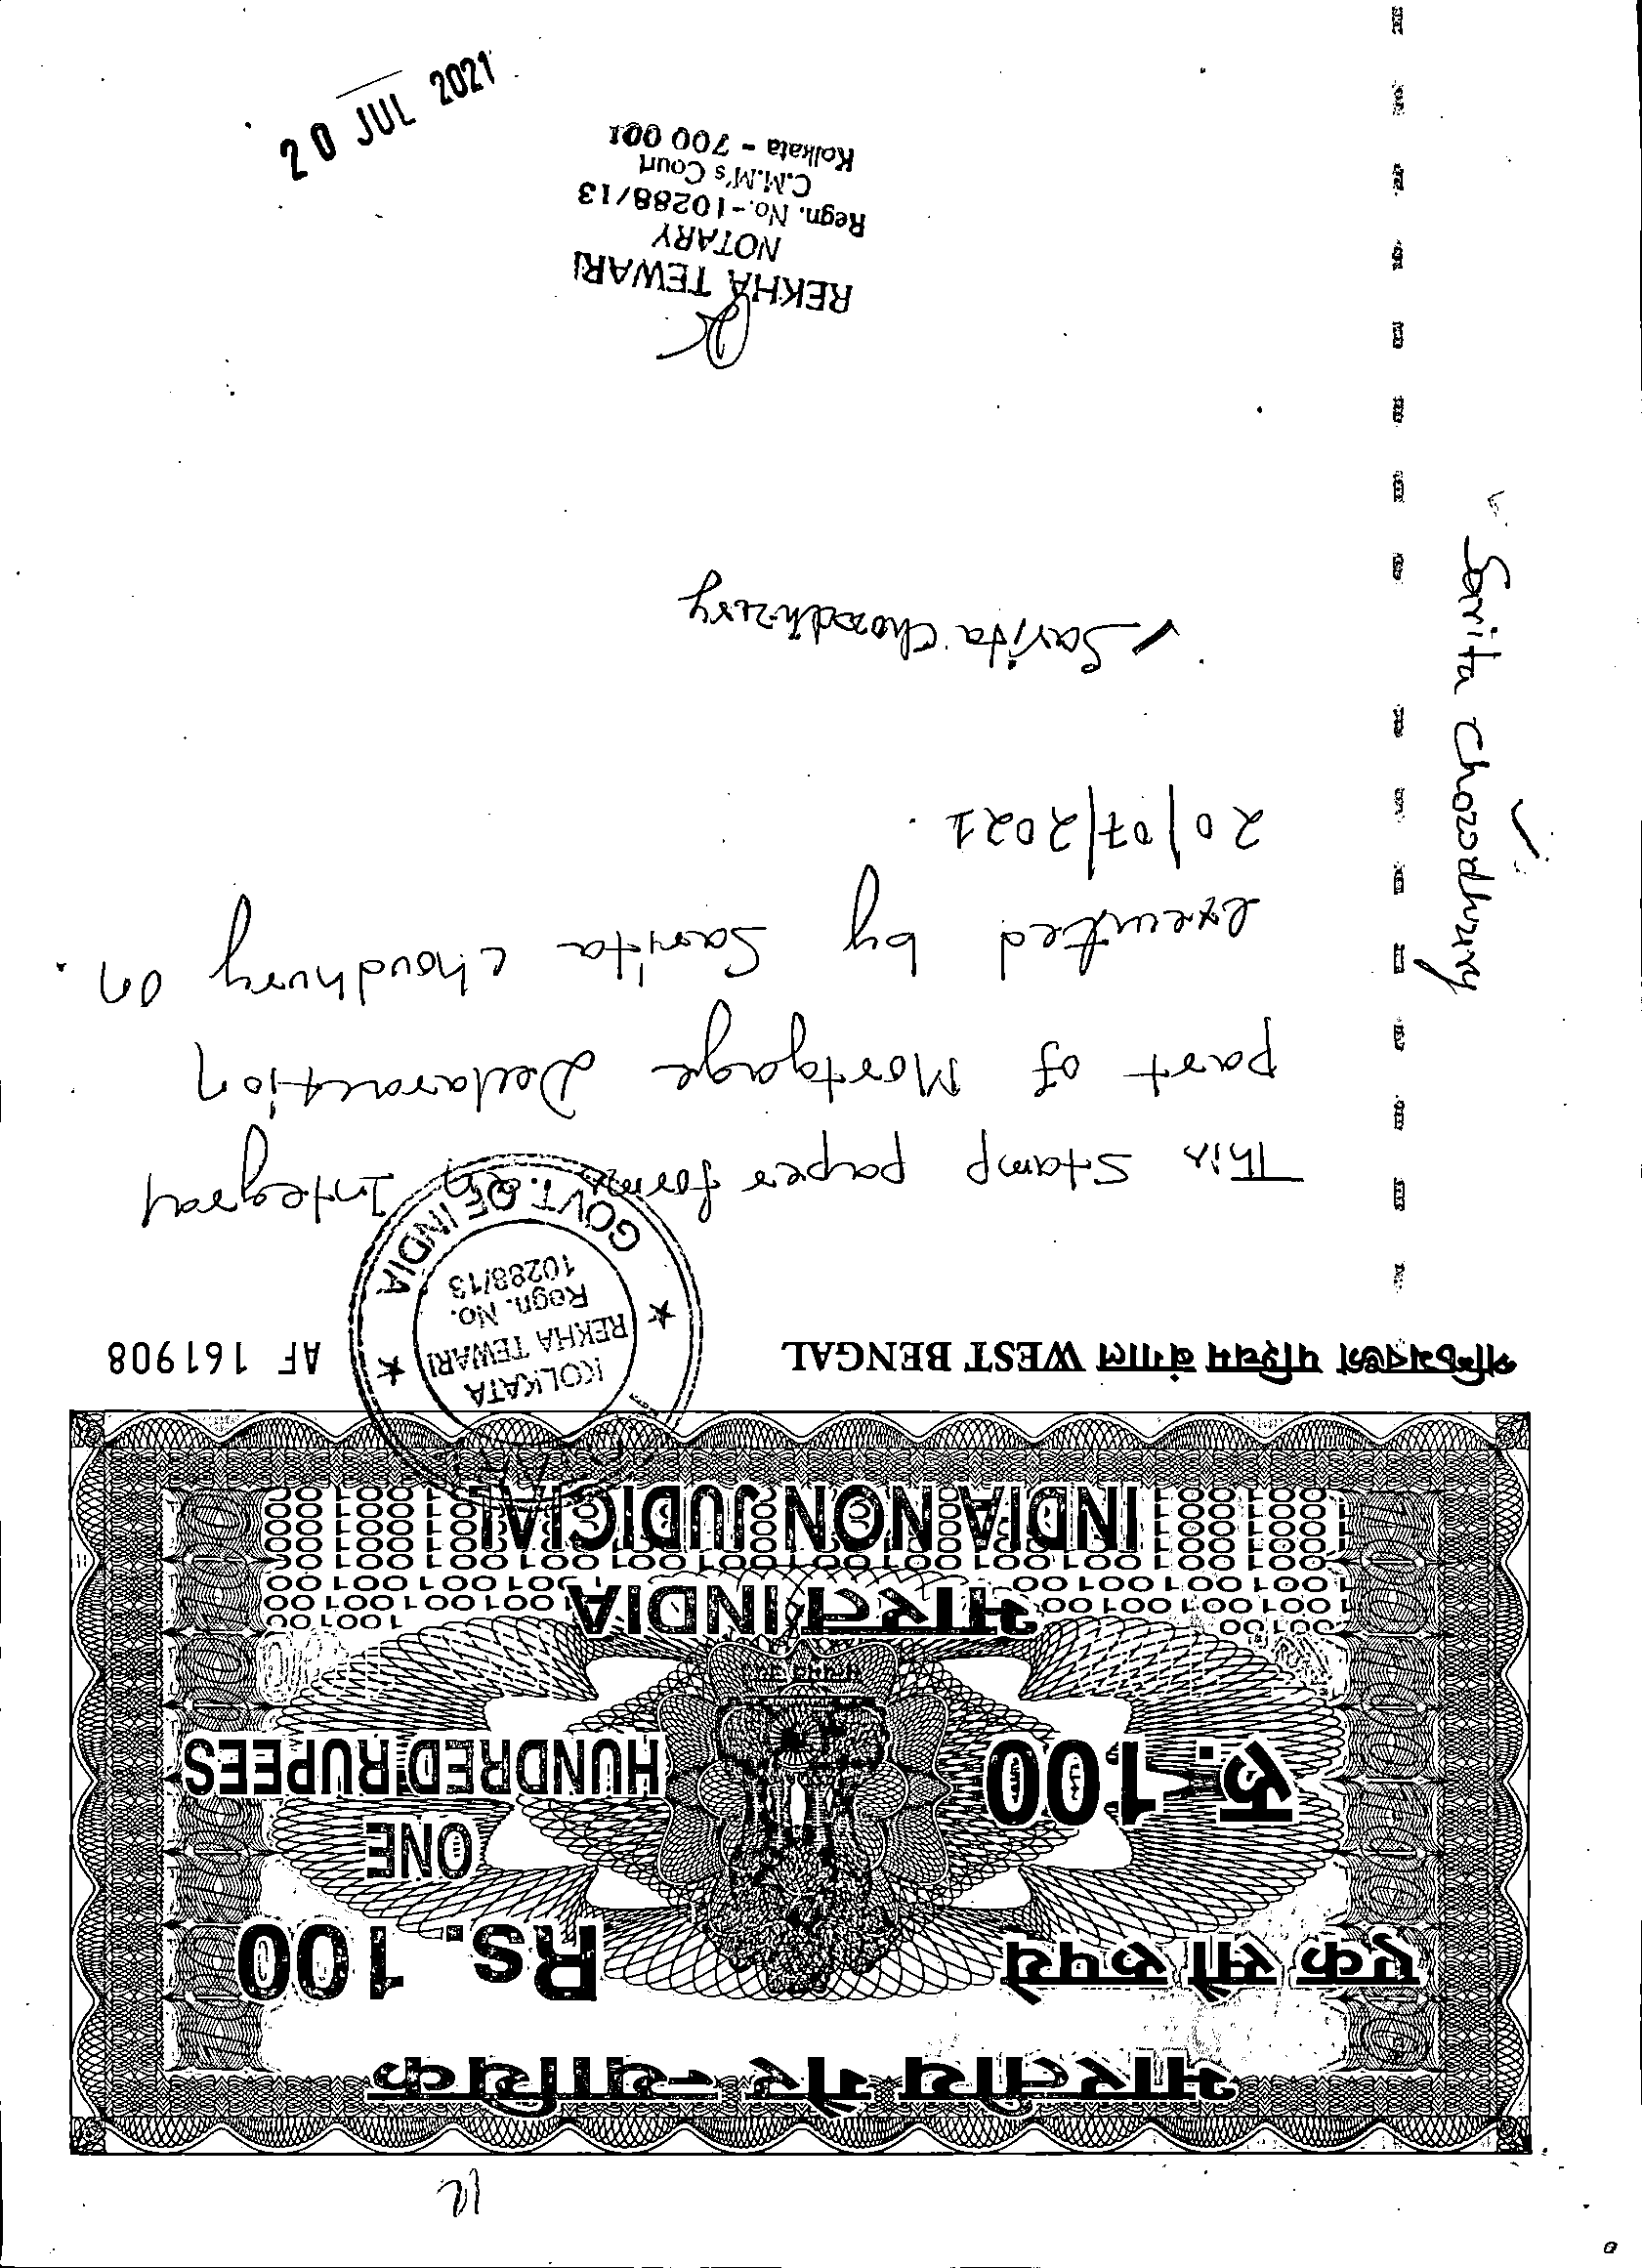 भारतीय गैर न्यायिक
एक सौ रुपये
Rs. 100
रु. 100
ONE
HUNDRED RUPEES
भारत INDIA
INDIA NON JUDICIAL
পশ্চিমবঙ্গ पश्चिम बंगाल WEST BENGAL
AF 161908
KOLKATA
REKHA TEWARI
Regn. No.
10288/13
GOVT. OF INDIA
This Stamp paper forms an Integral
part of Mortgage Declaration
executed by Sarita Choudhury on
20/07/2021.
Sarita Chowdhury
Sarita Chowdhury
REKHA TEWARI
NOTARY
Regn. No.-10288/13
C.M.M's Court
Kolkata - 700 001
20 JUL 2021